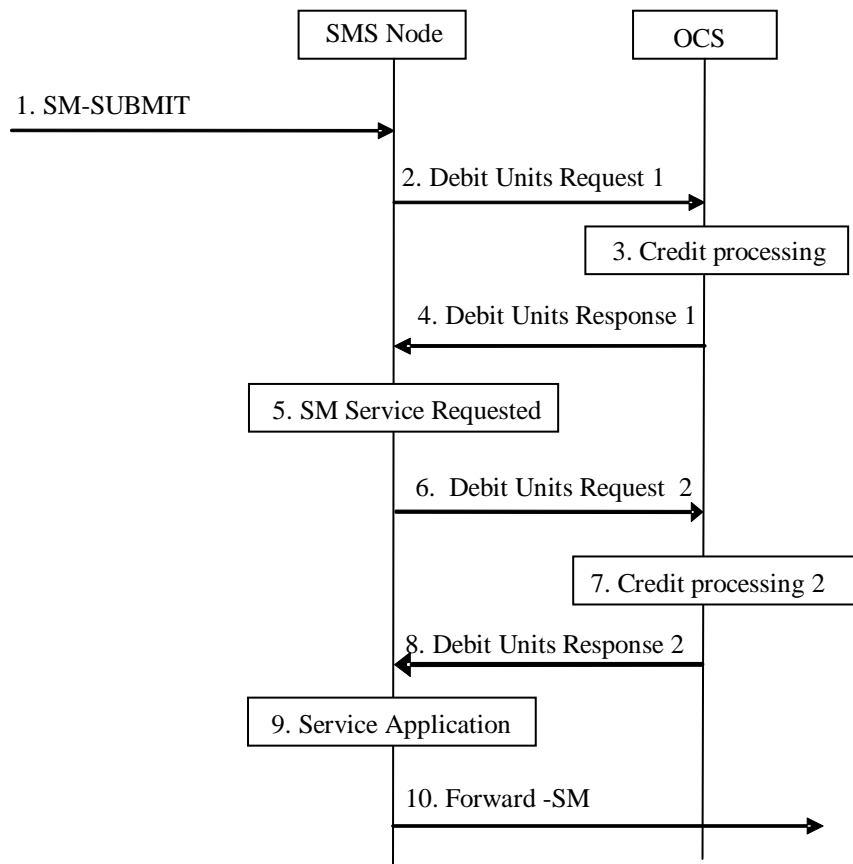 SMS Node
OCS
1. SM-SUBMIT
2. Debit Units Request 1
3. Credit processing
4. Debit Units Response 1
5. SM Service Requested
6. Debit Units Request 2
7. Credit processing 2
8. Debit Units Response 2
9. Service Application
10. Forward -SM